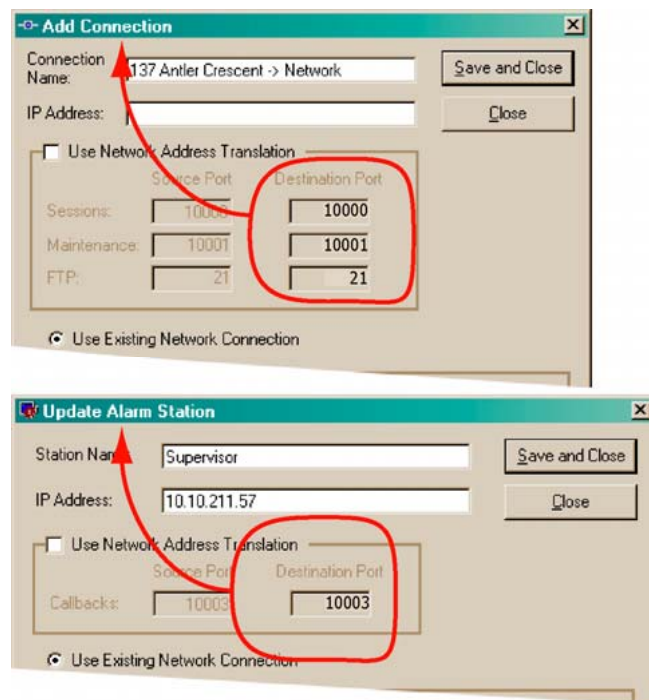 Add Connection
Connection Name: 137 Antler Crescent -> Network
Save and Close
IP Address:
Close
Use Network Address Translation
Source Port Destination Port
Sessions: 10000 10000
Maintenance: 10001 10001
FTP: 21 21
Use Existing Network Connection
Update Alarm Station
Station Name: Supervisor
Save and Close
IP Address: 10.10.211.57
Close
Use Network Address Translation
Source Port Destination Port
Callbacks: 10003 10003
Use Existing Network Connection